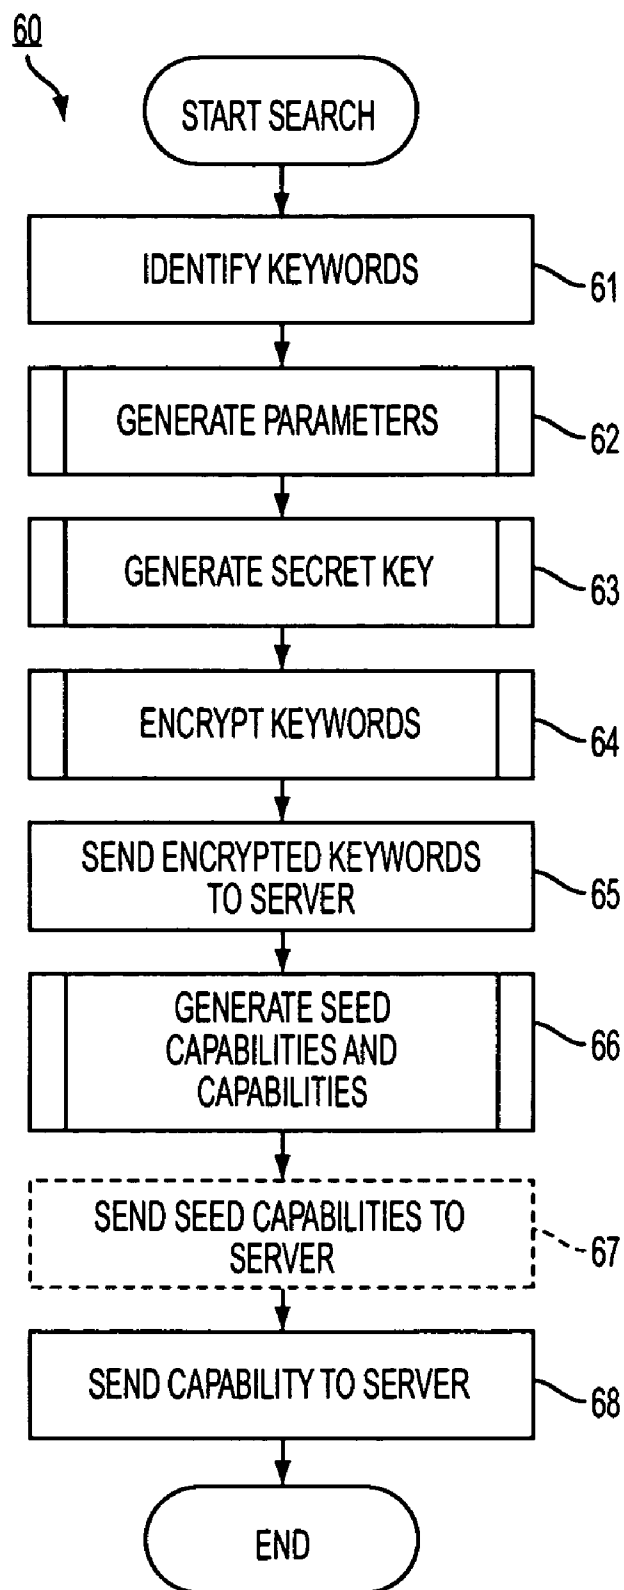 60
START SEARCH
IDENTIFY KEYWORDS
61
GENERATE PARAMETERS
62
GENERATE SECRET KEY
63
ENCRYPT KEYWORDS
64
SEND ENCRYPTED KEYWORDS
TO SERVER
65
GENERATE SEED
CAPABILITIES AND
CAPABILITIES
66
SEND SEED CAPABILITIES TO
SERVER
67
SEND CAPABILITY TO SERVER
68
END